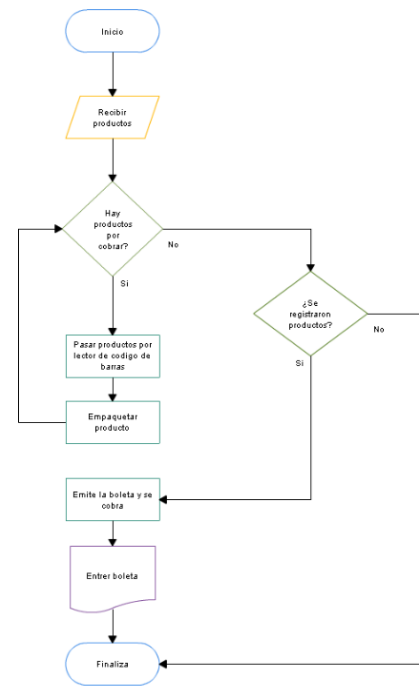 Inicio
Recibir
productos
Hay
productos
por
cobrar?
No
Si
¿Se
registraron
productos?
No
Si
Pasar productos por
lector de codigo de
barras
Empaquetar
producto
Emite la boleta y se
cobra
Entrer boleta
Finaliza